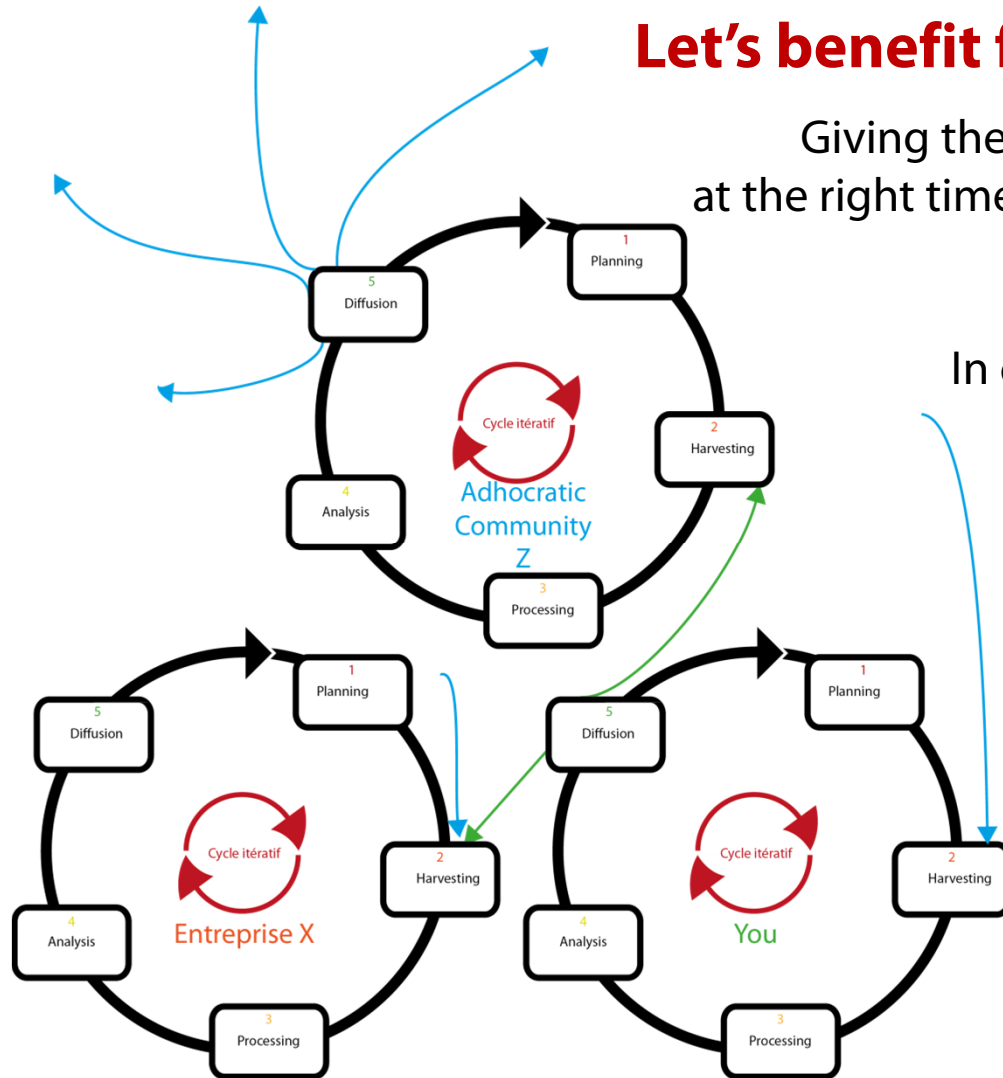 Let's benefit f
Giving the
at the right time
In
1
Planning
5
Diffusion
2
Harvesting
Cycle itératif
4
Analysis
Adhocratic
Community
Z
3
Processing
1
Planning
5
Diffusion
2
Harvesting
Cycle itératif
4
Analysis
Entreprise X
3
Processing
1
Planning
5
Diffusion
2
Harvesting
Cycle itératif
4
Analysis
You
3
Processing